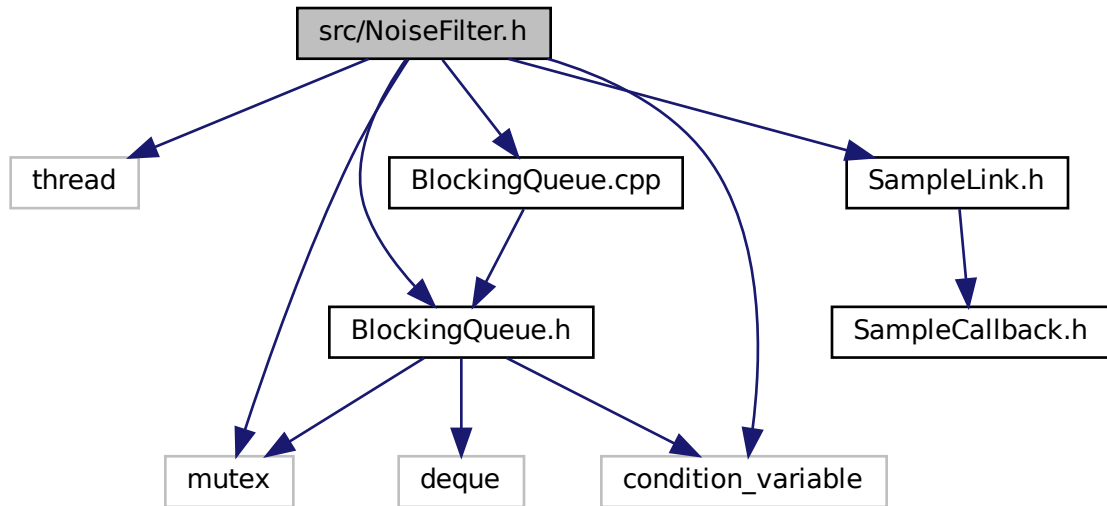 src/NoiseFilter.h
thread
BlockingQueue.cpp
SampleLink.h
BlockingQueue.h
SampleCallback.h
mutex
deque
condition_variable